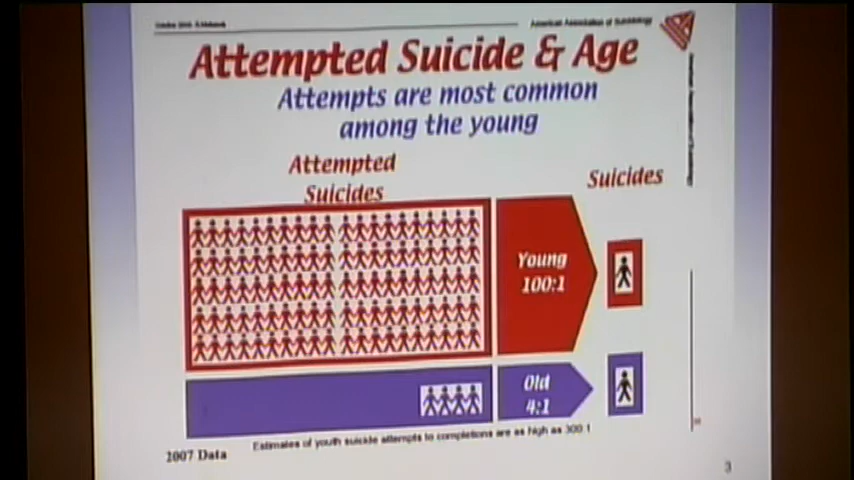 American Association of Suicidology
Attempted Suicide & Age
Attempts are most common
among the young
Attempted
Suicides
Suicides
Young
100:1
Old
4:1
Estimates of youth suicide attempts to completions are as high as 300:1
2007 Data
3